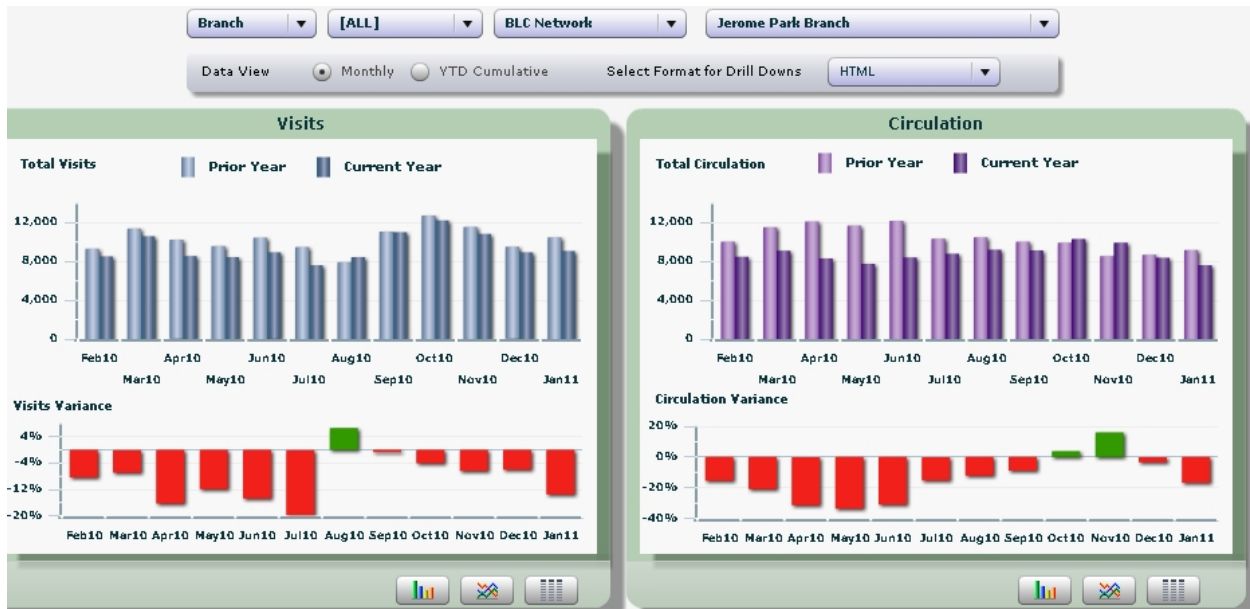 Branch [ALL] BLC Network Jerome Park Branch
Data View Monthly YTD Cumulative Select Format for Drill Downs HTML
Visits
Total Visits Prior Year Current Year
12,000
8,000
4,000
0
Feb10 Apr10 Jun10 Aug10 Oct10 Dec10
Mar10 May10 Jul10 Sep10 Nov10 Jan11
Visits Variance
4%
-4%
-12%
-20%
Feb10 Mar10 Apr10 May10 Jun10 Jul10 Aug10 Sep10 Oct10 Nov10 Dec10 Jan11
Circulation
Total Circulation Prior Year Current Year
12,000
8,000
4,000
0
Feb10 Apr10 Jun10 Aug10 Oct10 Dec10
Mar10 May10 Jul10 Sep10 Nov10 Jan11
Circulation Variance
20%
0%
-20%
-40%
Feb10 Mar10 Apr10 May10 Jun10 Jul10 Aug10 Sep10 Oct10 Nov10 Dec10 Jan11